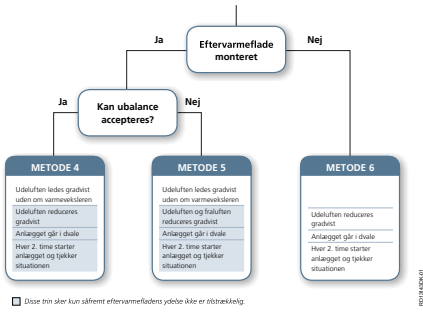 Eftervarmeflade
monteret
Ja
Nej
Kan ubalance
accepteres?
Ja
Nej
METODE 4
Udeluften ledes gradvist
uden om varmeveksleren
Udeluften reduceres
gradvist
Anlægget går i dvale
Hver 2. time starter
anlægget og tjekker
situationen
METODE 5
Udeluften ledes gradvist
uden om varmeveksleren
Udeluften og fraluften
reduceres gradvist
Anlægget går i dvale
Hver 2. time starter
anlægget og tjekker
situationen
METODE 6
Udeluften reduceres
gradvist
Anlægget går i dvale
Hver 2. time starter
anlægget og tjekker
situationen
Disse trin sker kun såfremt eftervarmefladens ydelse ikke er tilstrækkelig.